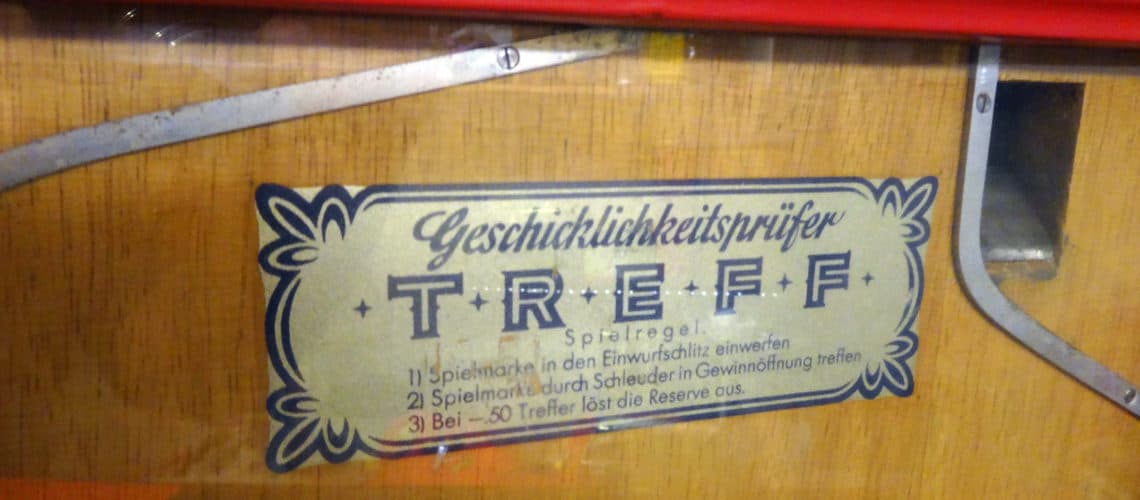 Geschicklichkeitsprüfer
TREFF
Spielregel.
1) Spielmarke in den Einwurfschlitz einwerfen
2) Spielmarke durch Schleuder in Gewinnöffnung treffen
3) Bei —.50 Treffer löst die Reserve aus.